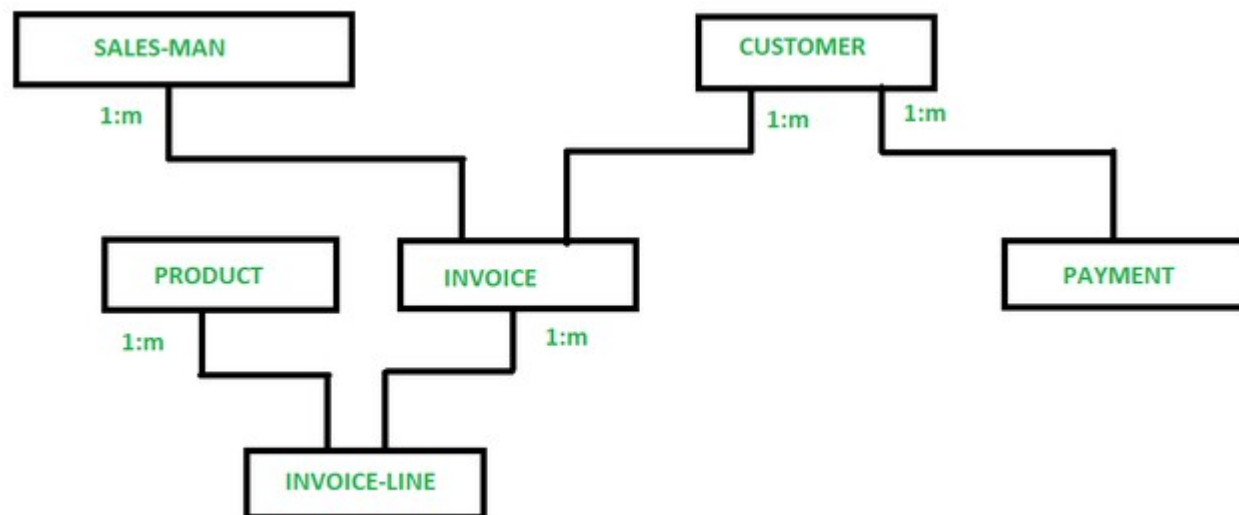 SALES-MAN
CUSTOMER
1:m
1:m
1:m
PRODUCT
INVOICE
PAYMENT
1:m
1:m
INVOICE-LINE